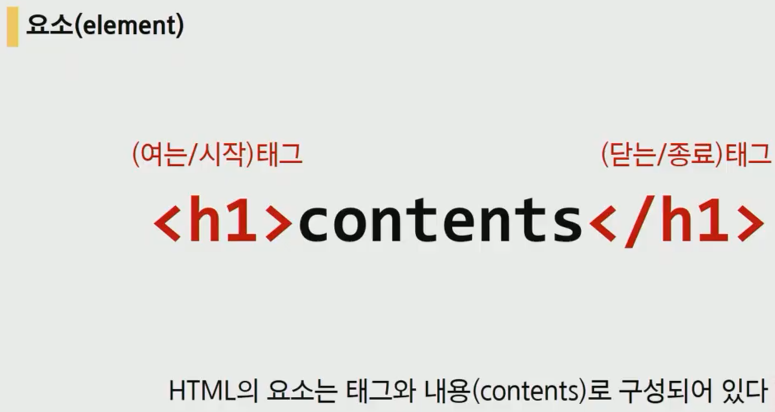 요소(element)
(여는/시작)태그 (닫는/종료)태그
<h1>contents</h1>
HTML의 요소는 태그와 내용(contents)로 구성되어 있다